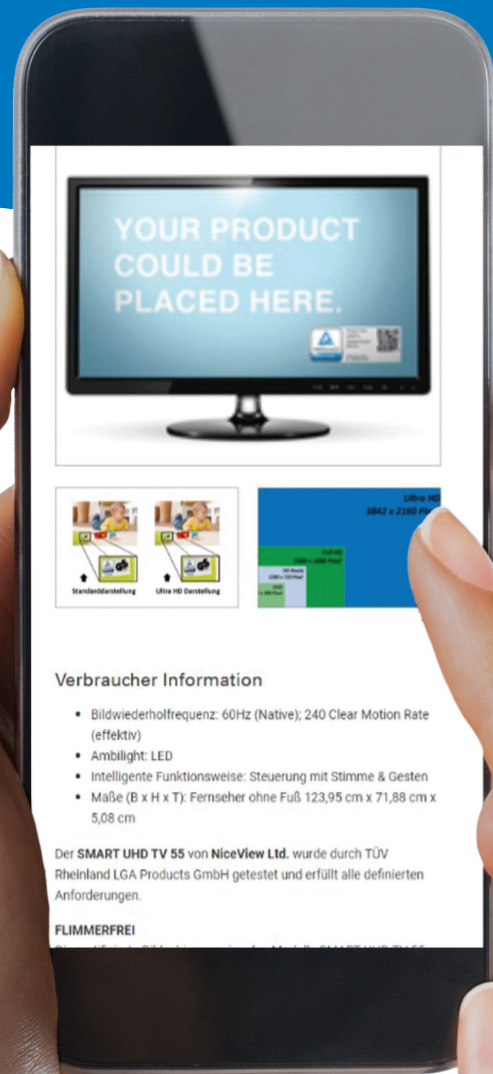 YOUR PRODUCT
COULD BE
PLACED HERE.
Standarddarstellung
Ultra HD Darstellung
Ultra HD
3842 x 2160
Full HD
HD Ready
Verbraucher Information
• Bildwiederholfrequenz: 60Hz (Native); 240 Clear Motion Rate
(effektiv)
• Ambilight: LED
• Intelligente Funktionsweise: Steuerung mit Stimme & Gesten
• Maße (B x H x T): Fernseher ohne Fuß 123,95 cm x 71,88 cm x
5,08 cm
Der SMART UHD TV 55 von NiceView Ltd. wurde durch TÜV
Rheinland LGA Products GmbH getestet und erfüllt alle definierten
Anforderungen.
FLIMMERFREI